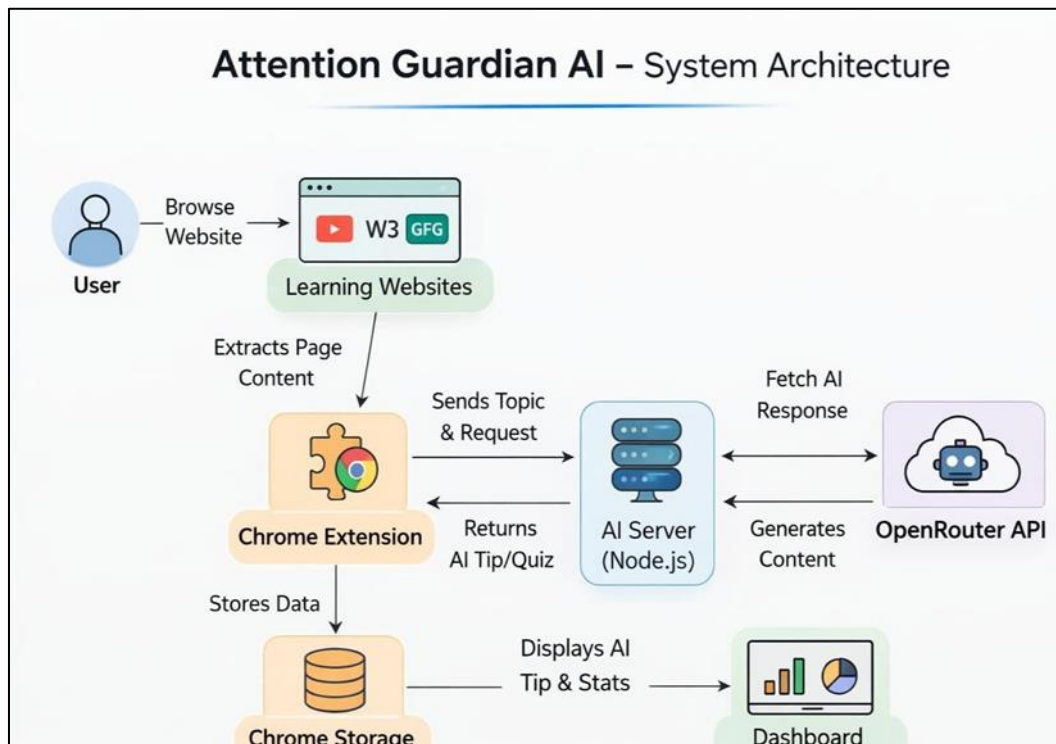 Attention Guardian AI – System Architecture
Browse
Website
W3 GFG
User
Learning Websites
Extracts Page
Content
Sends Topic
& Request
Fetch AI
Response
Chrome Extension
Returns
AI Tip/Quiz
AI Server
(Node.js)
Generates
Content
OpenRouter API
Stores Data
Displays AI
Tip & Stats
Chrome Storage
Dashboard